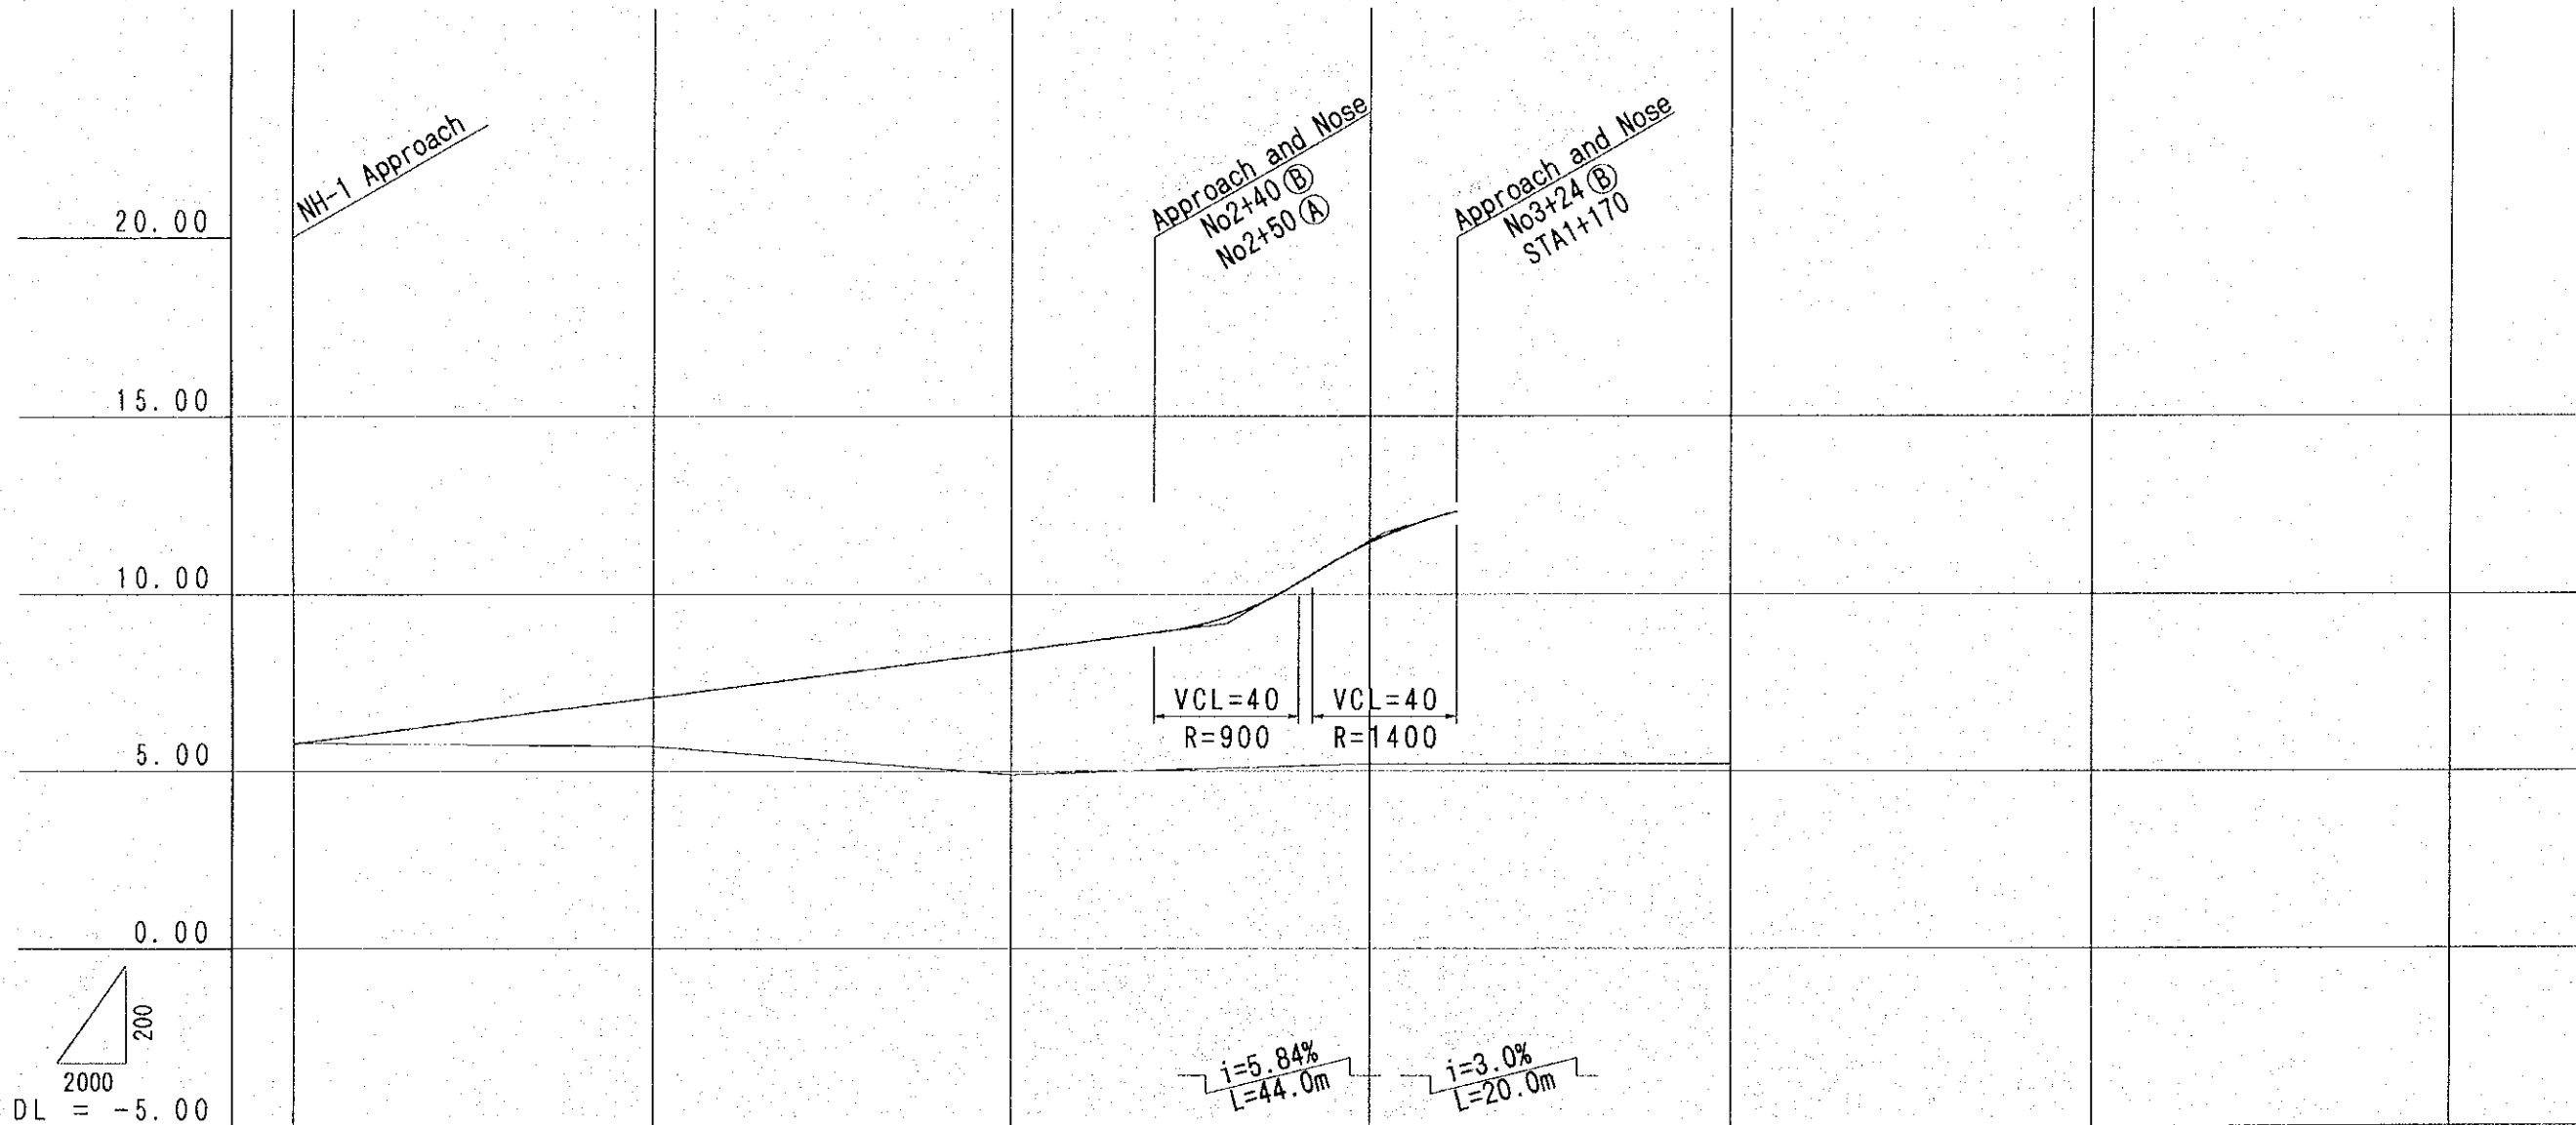 NH-1 Approach
Approach and Nose
No2+40 Ⓑ
No2+50 Ⓐ
Approach and Nose
No3+24 Ⓑ
STA1+170
20.00
15.00
10.00
5.00
0.00
DL = -5.00
VCL=40
R=900
VCL=40
R=1400
200
2000
i=5.84%
L=44.0m
i=3.0%
L=20.0m